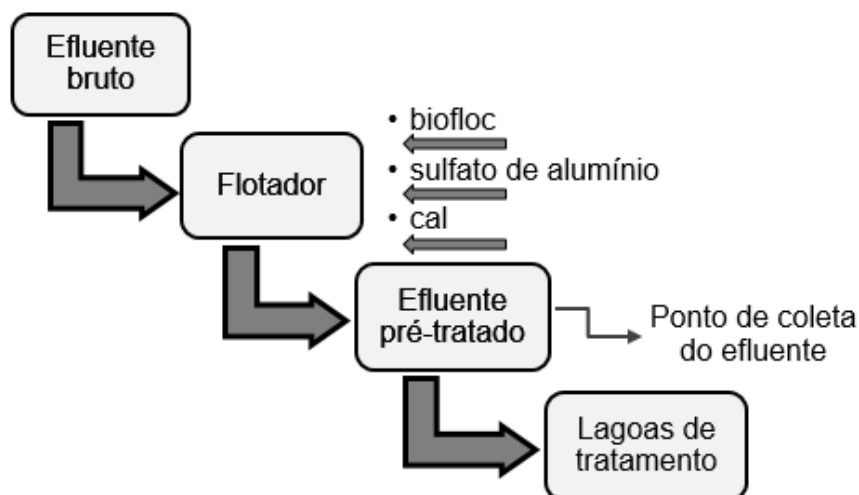 Efluente
bruto
Flotador
• biofloc
• sulfato de alumínio
• cal
Efluente
pré-tratado
Ponto de coleta
do efluente
Lagoas de
tratamento